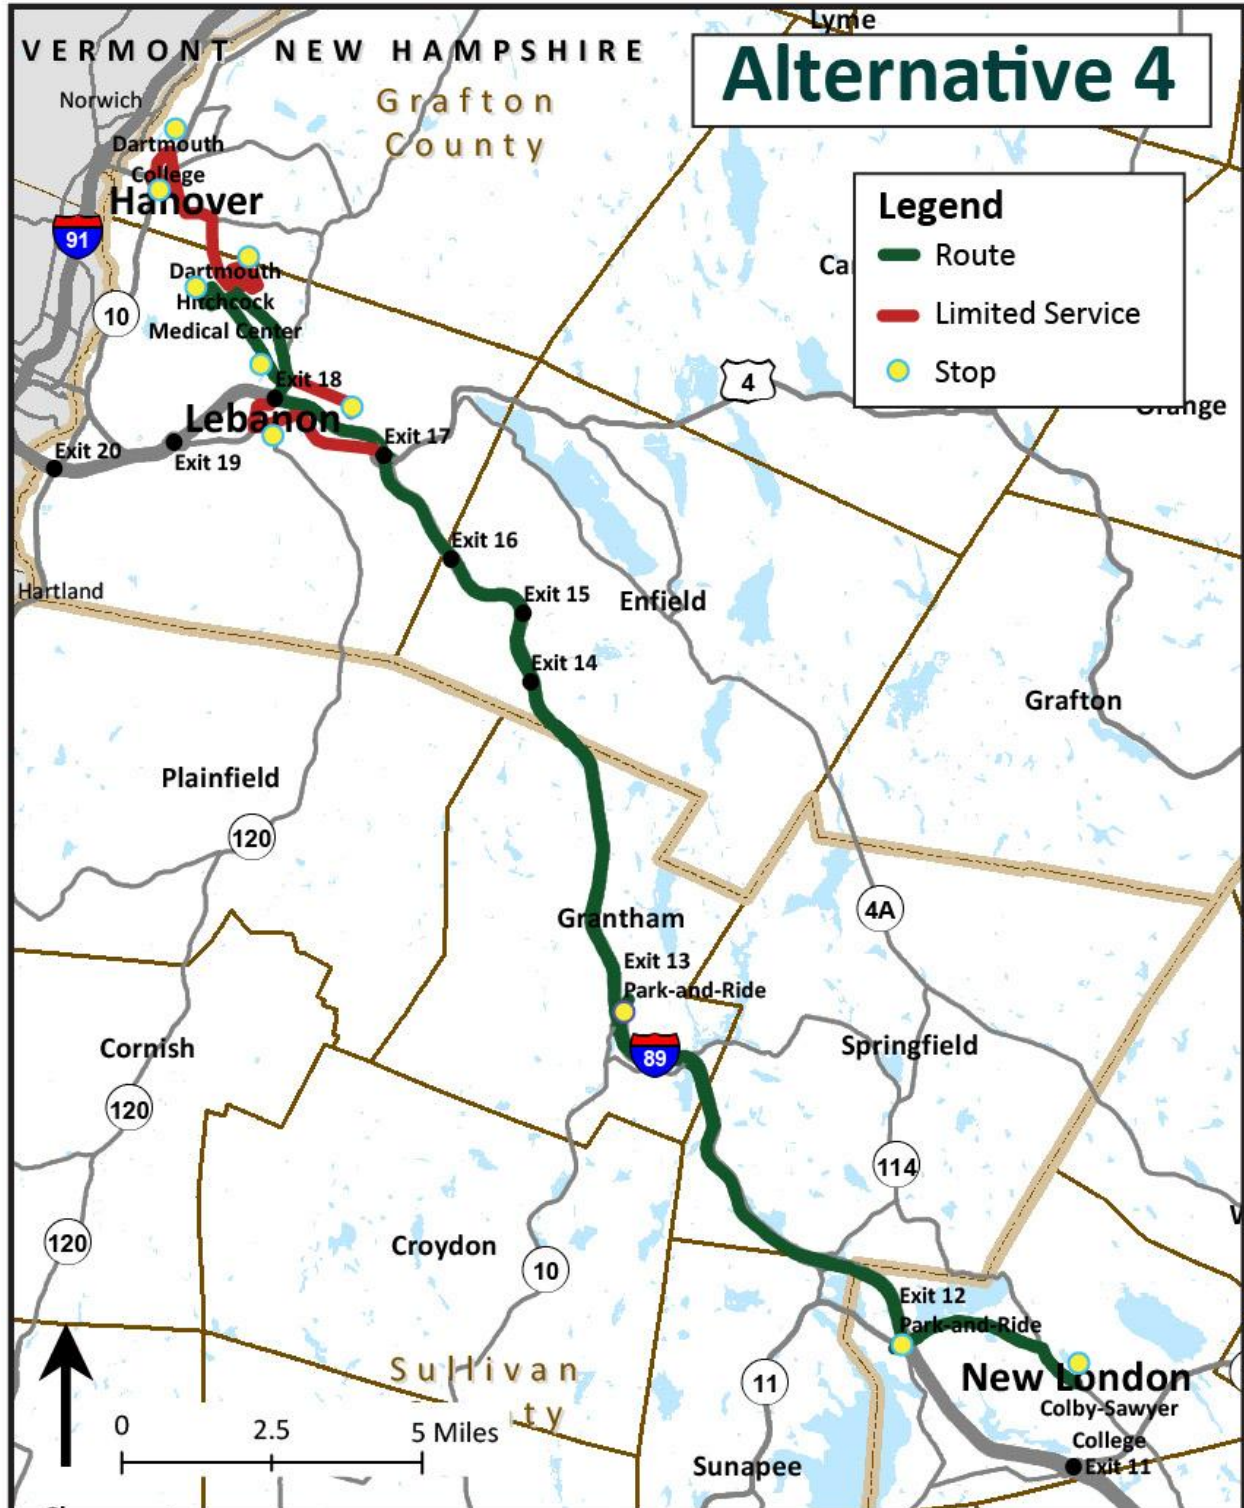 Lyme
VERMONT NEW HAMPSHIRE
Alternative 4
Norwich
Grafton
County
Dartmouth
College
Hanover
91
Legend
Route
Limited Service
Stop
Dartmouth
Hitchcock
Medical Center
10
Exit 18
4
Lebanon
Exit 17
Exit 20
Exit 19
Exit 16
Hartland
Exit 15
Enfield
Exit 14
Grafton
Plainfield
120
4A
Grantham
Exit 13
Park-and-Ride
Cornish
Springfield
89
120
114
120
Croydon
10
Exit 12
Park-and-Ride
Sullivan
ty
11
New London
Colby-Sawyer
College
Exit 11
0 2.5 5 Miles
Sunapee